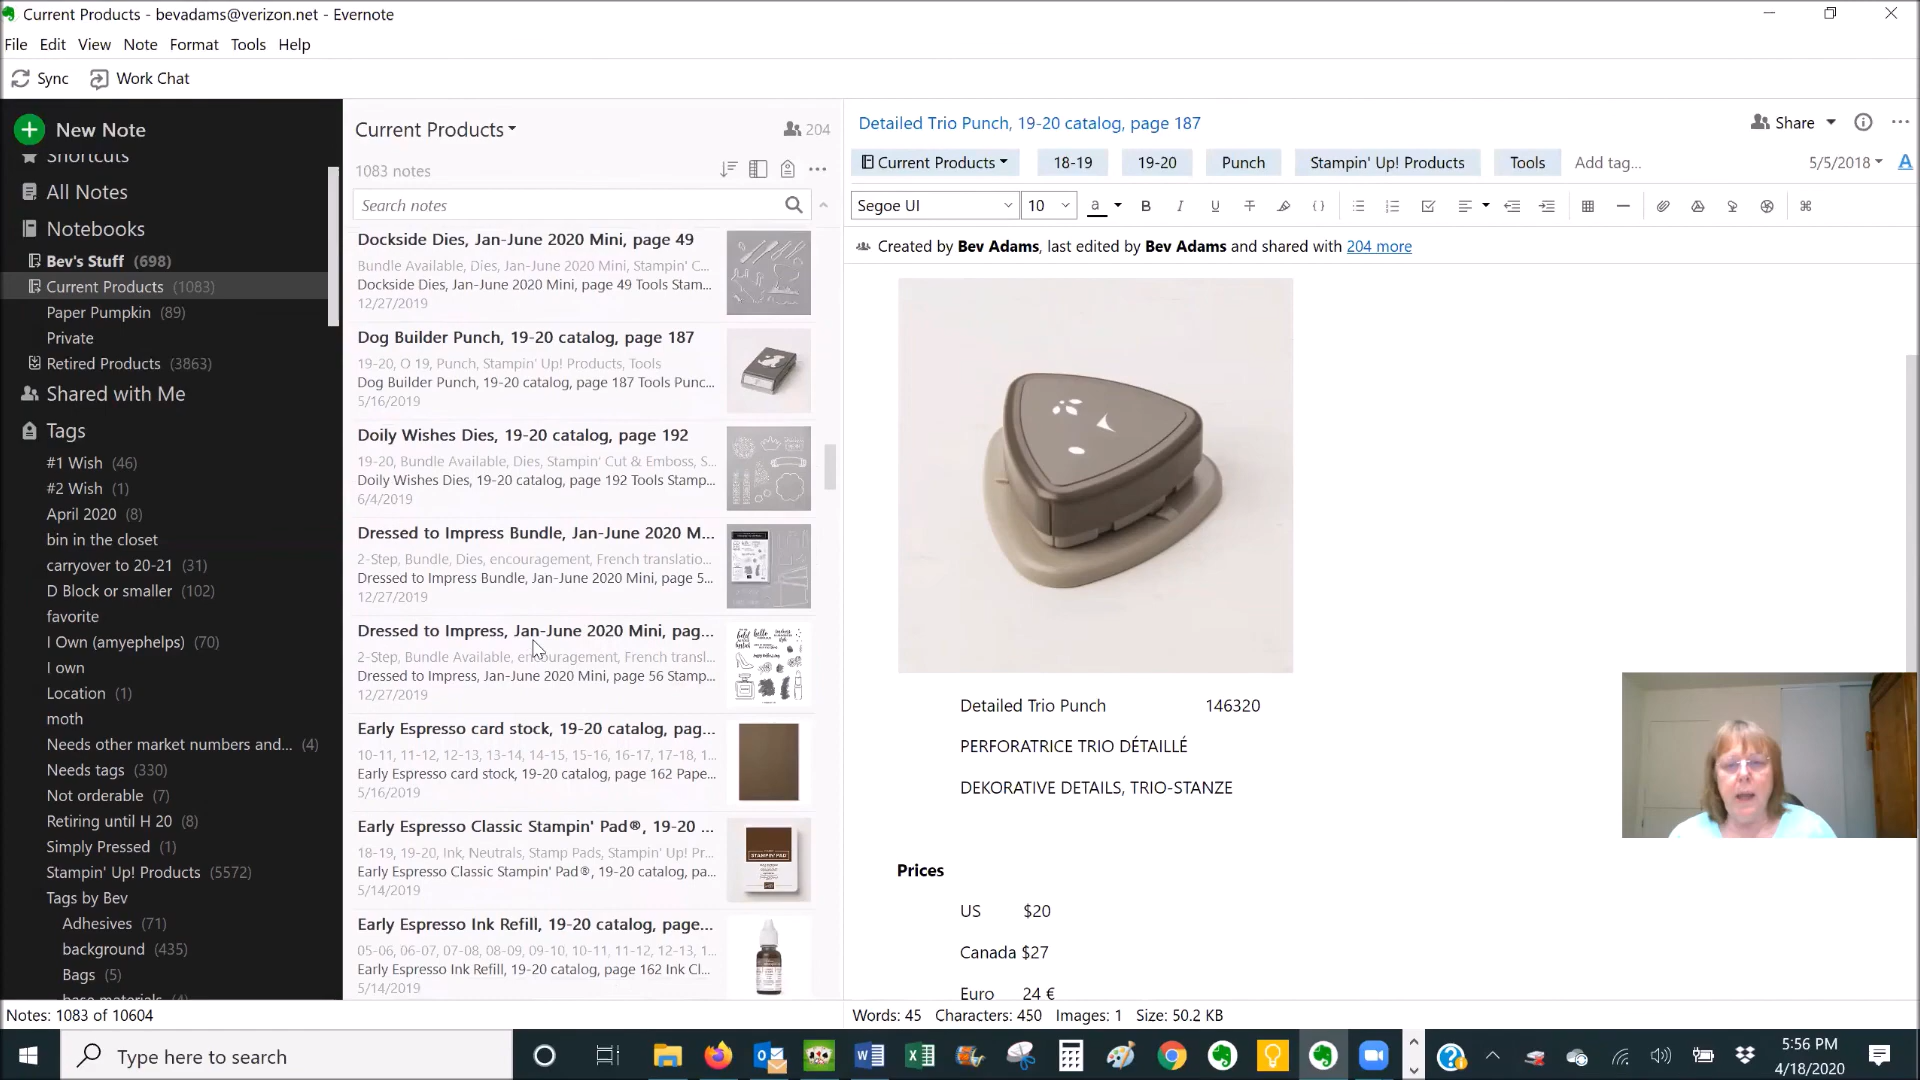 Current Products - bevadams@verizon.net - Evernote
File Edit View Note Format Tools Help
Sync Work Chat
New Note
Shortcuts
All Notes
Notebooks
Bev's Stuff (698)
Current Products (1083)
Paper Pumpkin (89)
Private
Retired Products (3863)
Shared with Me
Tags
#1 Wish (46)
#2 Wish (1)
April 2020 (8)
bin in the closet
carryover to 20-21 (31)
D Block or smaller (102)
favorite
I Own (amyephelps) (70)
I own
Location (1)
moth
Needs other market numbers and... (4)
Needs tags (330)
Not orderable (7)
Retiring until H 20 (8)
Simply Pressed (1)
Stampin' Up! Products (5572)
Tags by Bev
Adhesives (71)
background (435)
Bags (5)
base materials (4)
Notes: 1083 of 10604
Current Products 204
1083 notes
Search notes
Dockside Dies, Jan-June 2020 Mini, page 49
Bundle Available, Dies, Jan-June 2020 Mini, Stampin' C...
Dockside Dies, Jan-June 2020 Mini, page 49 Tools Stam...
12/27/2019
Dog Builder Punch, 19-20 catalog, page 187
19-20, O 19, Punch, Stampin' Up! Products, Tools
Dog Builder Punch, 19-20 catalog, page 187 Tools Punc...
5/16/2019
Doily Wishes Dies, 19-20 catalog, page 192
19-20, Bundle Available, Dies, Stampin' Cut & Emboss, S...
Doily Wishes Dies, 19-20 catalog, page 192 Tools Stamp...
6/4/2019
Dressed to Impress Bundle, Jan-June 2020 M...
2-Step, Bundle, Dies, encouragement, French translatio...
Dressed to Impress Bundle, Jan-June 2020 Mini, page 5...
12/27/2019
Dressed to Impress, Jan-June 2020 Mini, pag...
2-Step, Bundle Available, encouragement, French transl...
Dressed to Impress, Jan-June 2020 Mini, page 56 Stamp...
12/27/2019
hello
Early Espresso card stock, 19-20 catalog, pag...
10-11, 11-12, 12-13, 13-14, 14-15, 15-16, 16-17, 17-18, 1...
Early Espresso card stock, 19-20 catalog, page 162 Pape...
5/16/2019
Early Espresso Classic Stampin' Pad®, 19-20 ...
18-19, 19-20, Ink, Neutrals, Stamp Pads, Stampin' Up! Pr...
Early Espresso Classic Stampin' Pad®, 19-20 catalog, pa...
5/14/2019
STAMPIN' PAD
Early Espresso Ink Refill, 19-20 catalog, page...
05-06, 06-07, 07-08, 08-09, 09-10, 10-11, 11-12, 12-13, 1...
Early Espresso Ink Refill, 19-20 catalog, page 162 Ink Cl...
5/14/2019
Detailed Trio Punch, 19-20 catalog, page 187 Share
Current Products 18-19 19-20 Punch Stampin' Up! Products Tools Add tag... 5/5/2018
Segoe UI 10 a B I U T
Created by Bev Adams, last edited by Bev Adams and shared with 204 more
Detailed Trio Punch 146320
PERFORATRICE TRIO DÉTAILLÉ
DEKORATIVE DETAILS, TRIO-STANZE
Prices
US $20
Canada $27
Euro 24 €
Words: 45 Characters: 450 Images: 1 Size: 50.2 KB
Type here to search
5:56 PM
4/18/2020